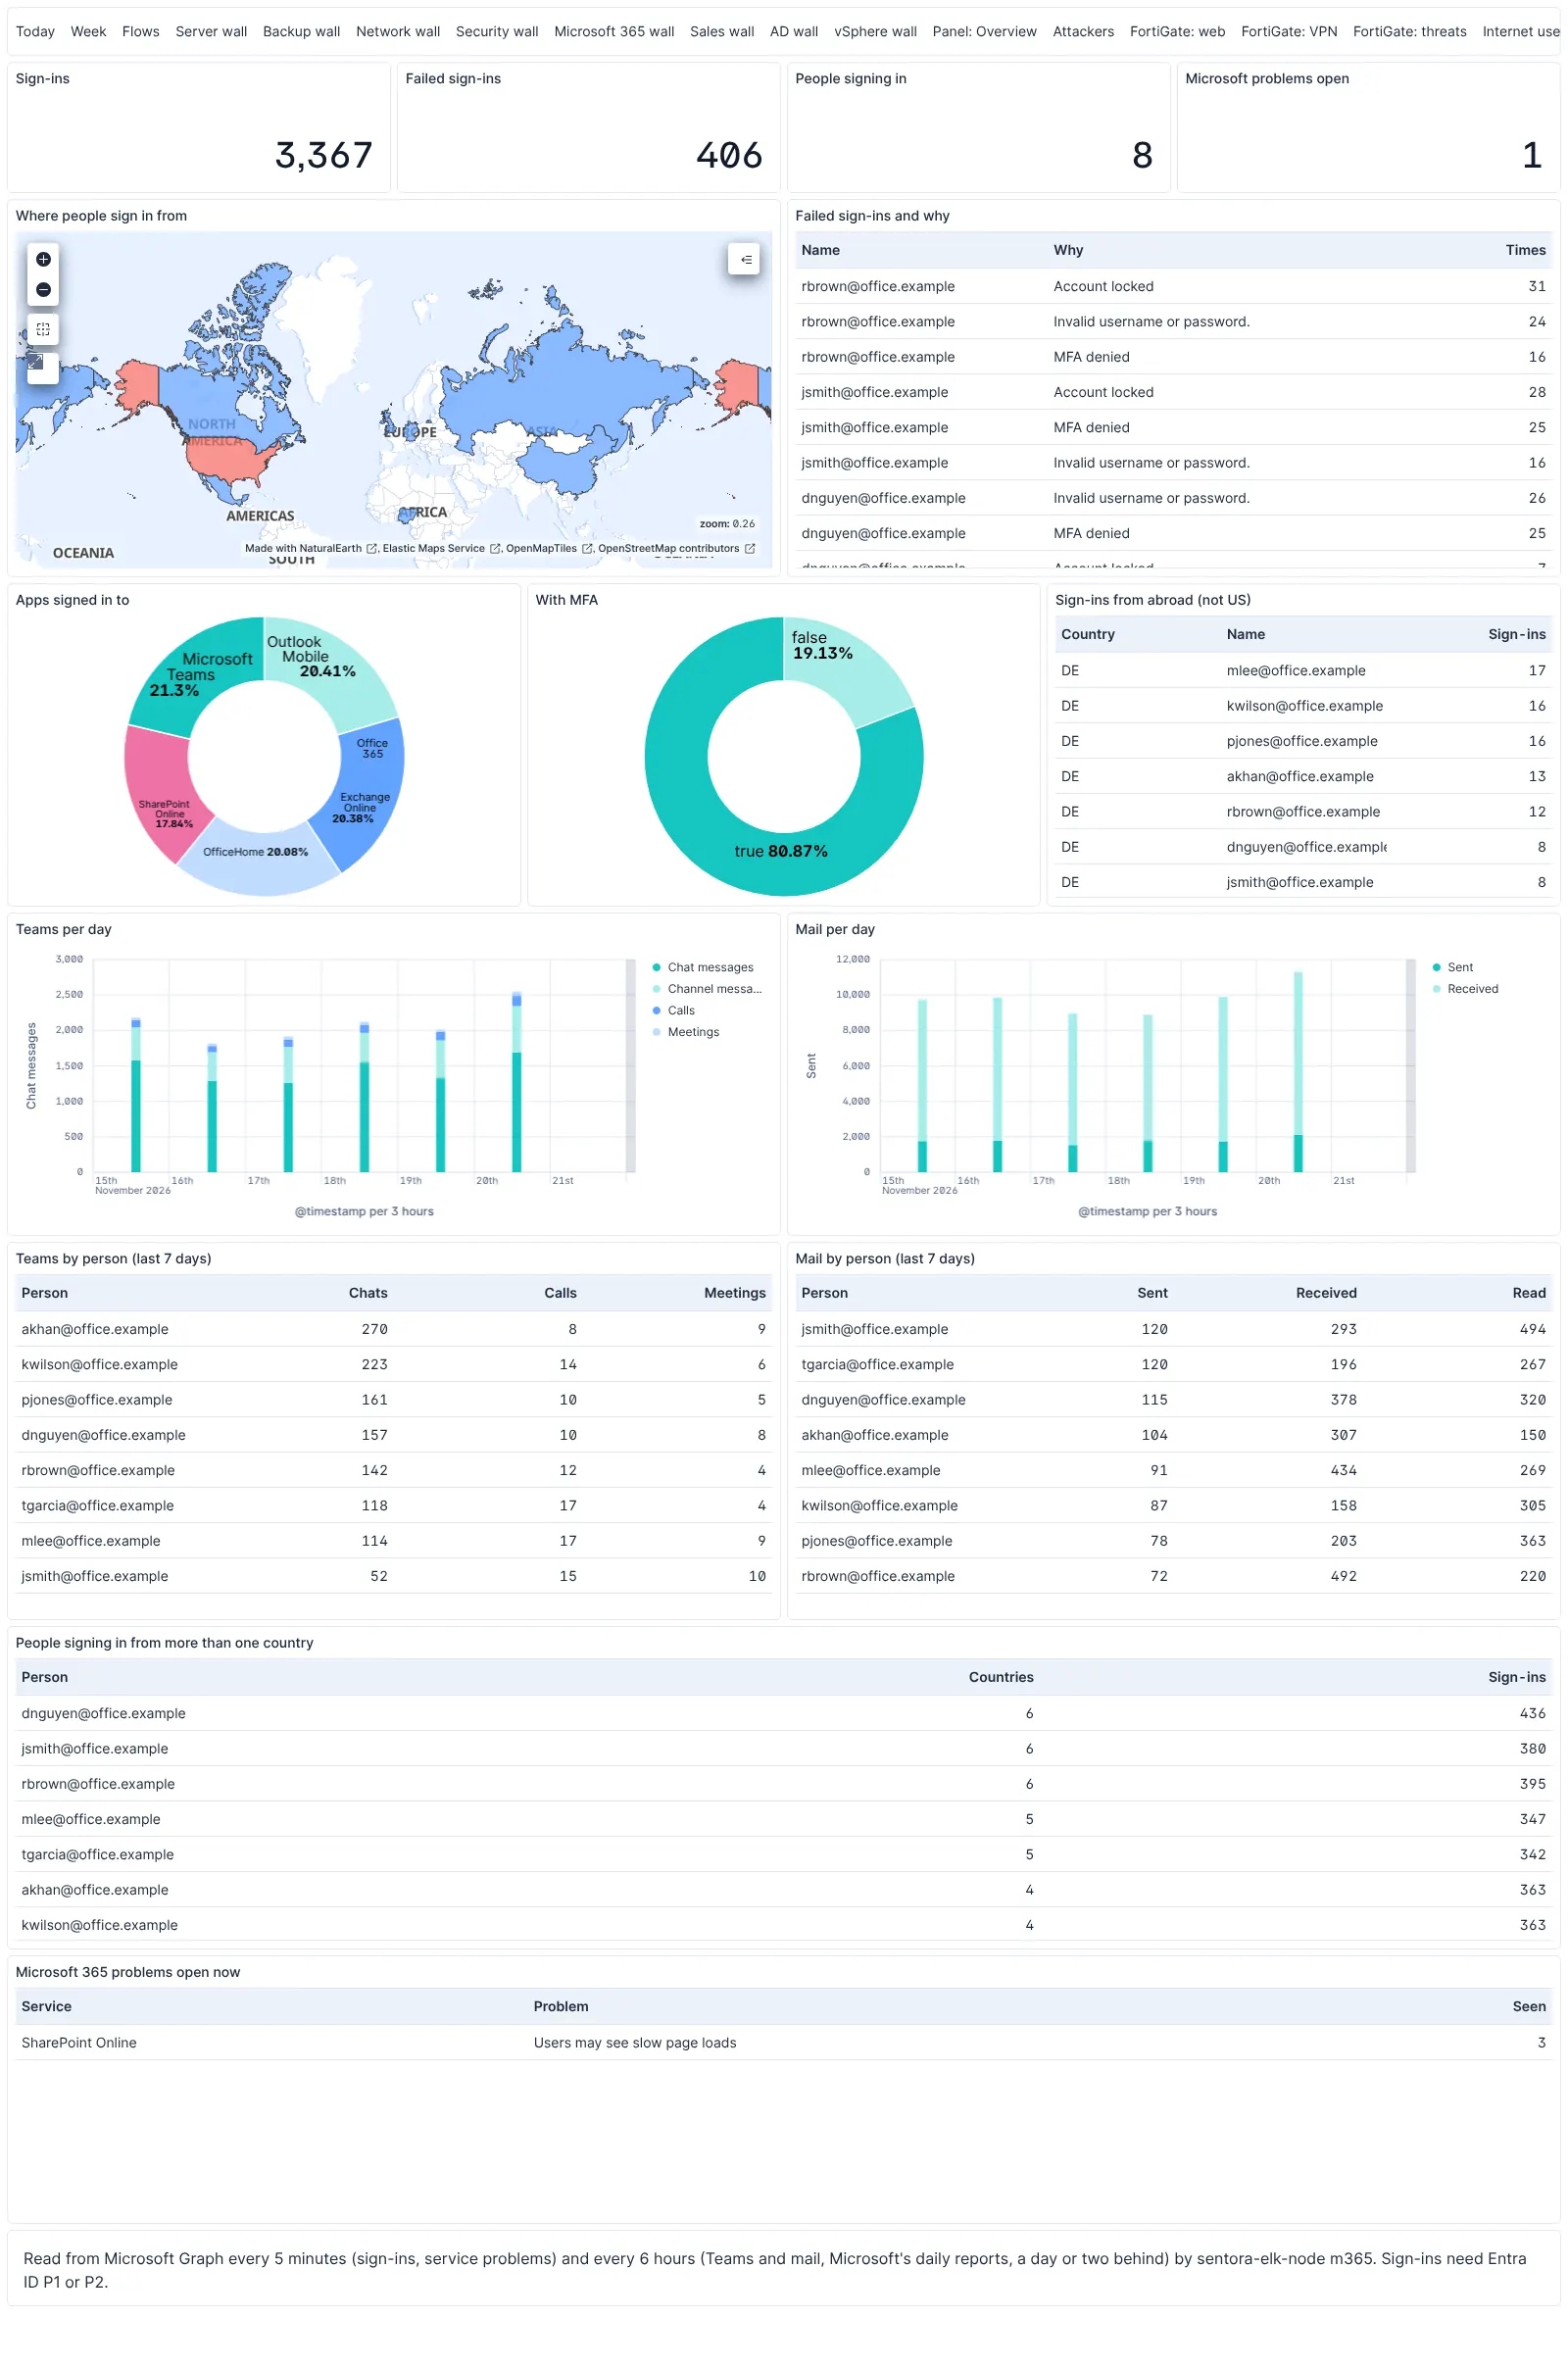 Today Week Flows Server wall Backup wall Network wall Security wall Microsoft 365 wall Sales wall AD wall vSphere wall Panel: Overview Attackers FortiGate: web FortiGate: VPN FortiGate: threats Internet use
Sign-ins
3,367
Failed sign-ins
406
People signing in
8
Microsoft problems open
1
Where people sign in from
NORTH
AMERICA
EUROPE
ASIA
AFRICA
AMERICAS
OCEANIA
SOUTH
zoom: 0.26
Made with NaturalEarth, Elastic Maps Service, OpenMapTiles, OpenStreetMap contributors
Failed sign-ins and why
Name Why Times
rbrown@office.example Account locked 31
rbrown@office.example Invalid username or password. 24
rbrown@office.example MFA denied 16
jsmith@office.example Account locked 28
jsmith@office.example MFA denied 25
jsmith@office.example Invalid username or password. 16
dnguyen@office.example Invalid username or password. 26
dnguyen@office.example MFA denied 25
Apps signed in to
Microsoft
Teams
21.3%
Outlook
Mobile
20.41%
Office
365
Exchange
Online
20.38%
OfficeHome 20.08%
SharePoint
Online
17.84%
With MFA
false
19.13%
true 80.87%
Sign-ins from abroad (not US)
Country Name Sign-ins
DE mlee@office.example 17
DE kwilson@office.example 16
DE pjones@office.example 16
DE akhan@office.example 13
DE rbrown@office.example 12
DE dnguyen@office.example 8
DE jsmith@office.example 8
Teams per day
Chat messages
3,000
2,500
2,000
1,500
1,000
500
0
15th 16th 17th 18th 19th 20th 21st
November 2026
@timestamp per 3 hours
Chat messages
Channel messa...
Calls
Meetings
Mail per day
Sent
12,000
10,000
8,000
6,000
4,000
2,000
0
15th 16th 17th 18th 19th 20th 21st
November 2026
@timestamp per 3 hours
Sent
Received
Teams by person (last 7 days)
Person Chats Calls Meetings
akhan@office.example 270 8 9
kwilson@office.example 223 14 6
pjones@office.example 161 10 5
dnguyen@office.example 157 10 8
rbrown@office.example 142 12 4
tgarcia@office.example 118 17 4
mlee@office.example 114 17 9
jsmith@office.example 52 15 10
Mail by person (last 7 days)
Person Sent Received Read
jsmith@office.example 120 293 494
tgarcia@office.example 120 196 267
dnguyen@office.example 115 378 320
akhan@office.example 104 307 150
mlee@office.example 91 434 269
kwilson@office.example 87 158 305
pjones@office.example 78 203 363
rbrown@office.example 72 492 220
People signing in from more than one country
Person Countries Sign-ins
dnguyen@office.example 6 436
jsmith@office.example 6 380
rbrown@office.example 6 395
mlee@office.example 5 347
tgarcia@office.example 5 342
akhan@office.example 4 363
kwilson@office.example 4 363
Microsoft 365 problems open now
Service Problem Seen
SharePoint Online Users may see slow page loads 3
Read from Microsoft Graph every 5 minutes (sign-ins, service problems) and every 6 hours (Teams and mail, Microsoft's daily reports, a day or two behind) by sentora-elk-node m365. Sign-ins need Entra
ID P1 or P2.